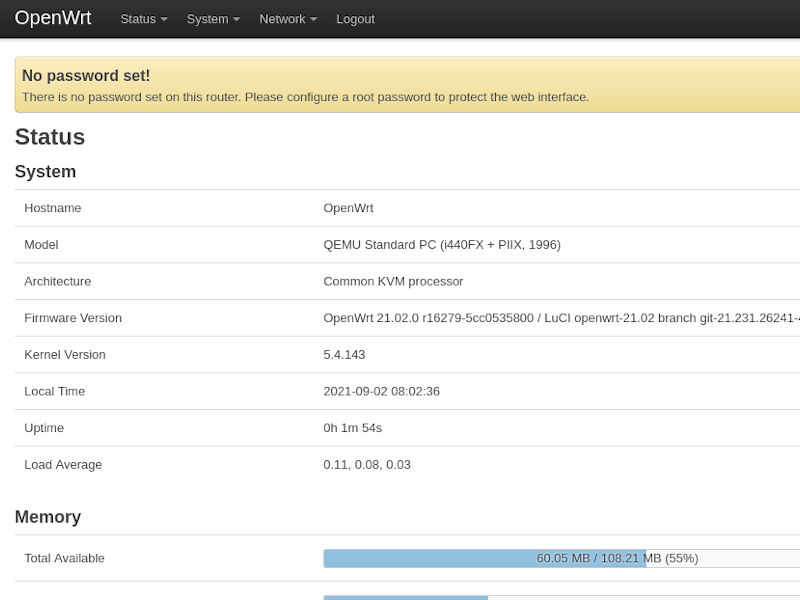 OpenWrt Status System Network Logout
No password set!
There is no password set on this router. Please configure a root password to protect the web interface.
Status
System
Hostname OpenWrt
Model QEMU Standard PC (i440FX + PIIX, 1996)
Architecture Common KVM processor
Firmware Version OpenWrt 21.02.0 r16279-5cc0535800 / LuCI openwrt-21.02 branch git-21.231.26241-
Kernel Version 5.4.143
Local Time 2021-09-02 08:02:36
Uptime 0h 1m 54s
Load Average 0.11, 0.08, 0.03
Memory
Total Available 60.05 MB / 108.21 MB (55%)